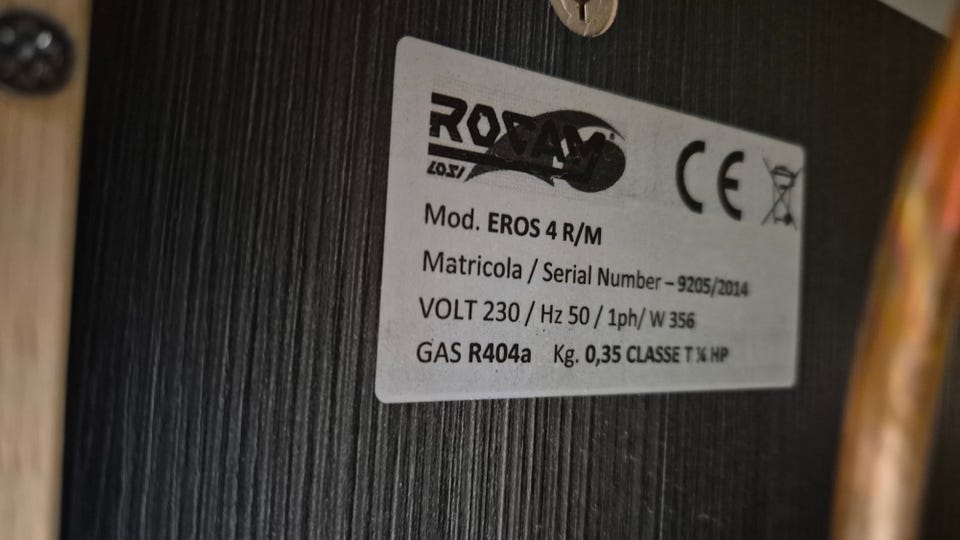 ROCAM
LOSI
CE
Mod. EROS 4 R/M
Matricola / Serial Number – 9205/2014
VOLT 230 / Hz 50 / 1ph/ W 356
GAS R404a Kg. 0,35 CLASSE T ¼ HP